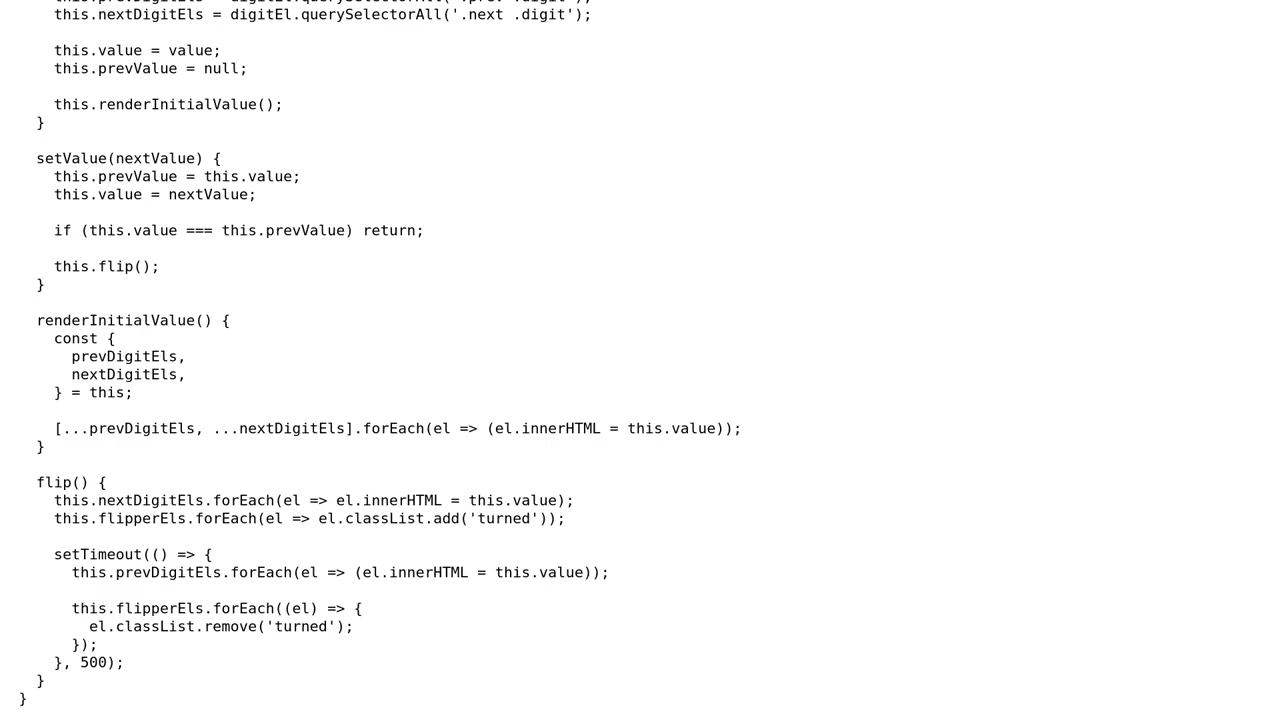 this.nextDigitEls = digitEl.querySelectorAll('.next .digit');
this.value = value;
this.prevValue = null;
this.renderInitialValue();
}
setValue(nextValue) {
this.prevValue = this.value;
this.value = nextValue;
if (this.value === this.prevValue) return;
this.flip();
}
renderInitialValue() {
const {
prevDigitEls,
nextDigitEls,
} = this;
[...prevDigitEls, ...nextDigitEls].forEach(el => (el.innerHTML = this.value));
}
flip() {
this.nextDigitEls.forEach(el => el.innerHTML = this.value);
this.flipperEls.forEach(el => el.classList.add('turned'));
setTimeout(() => {
this.prevDigitEls.forEach(el => (el.innerHTML = this.value));
this.flipperEls.forEach((el) => {
el.classList.remove('turned');
});
}, 500);
}
}